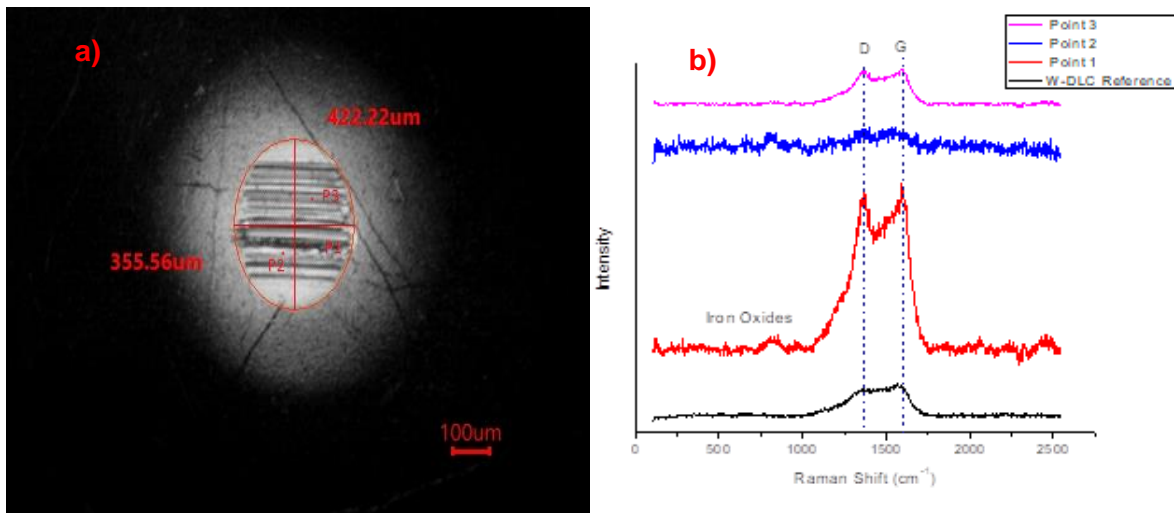 a)
422.22um
355.56um
P3
P1
P2
100um
b)
Point 3
Point 2
Point 1
W-DLC Reference
D
G
Intensity
Iron Oxides
0
500
1000
1500
2000
2500
Raman Shift (cm⁻¹)